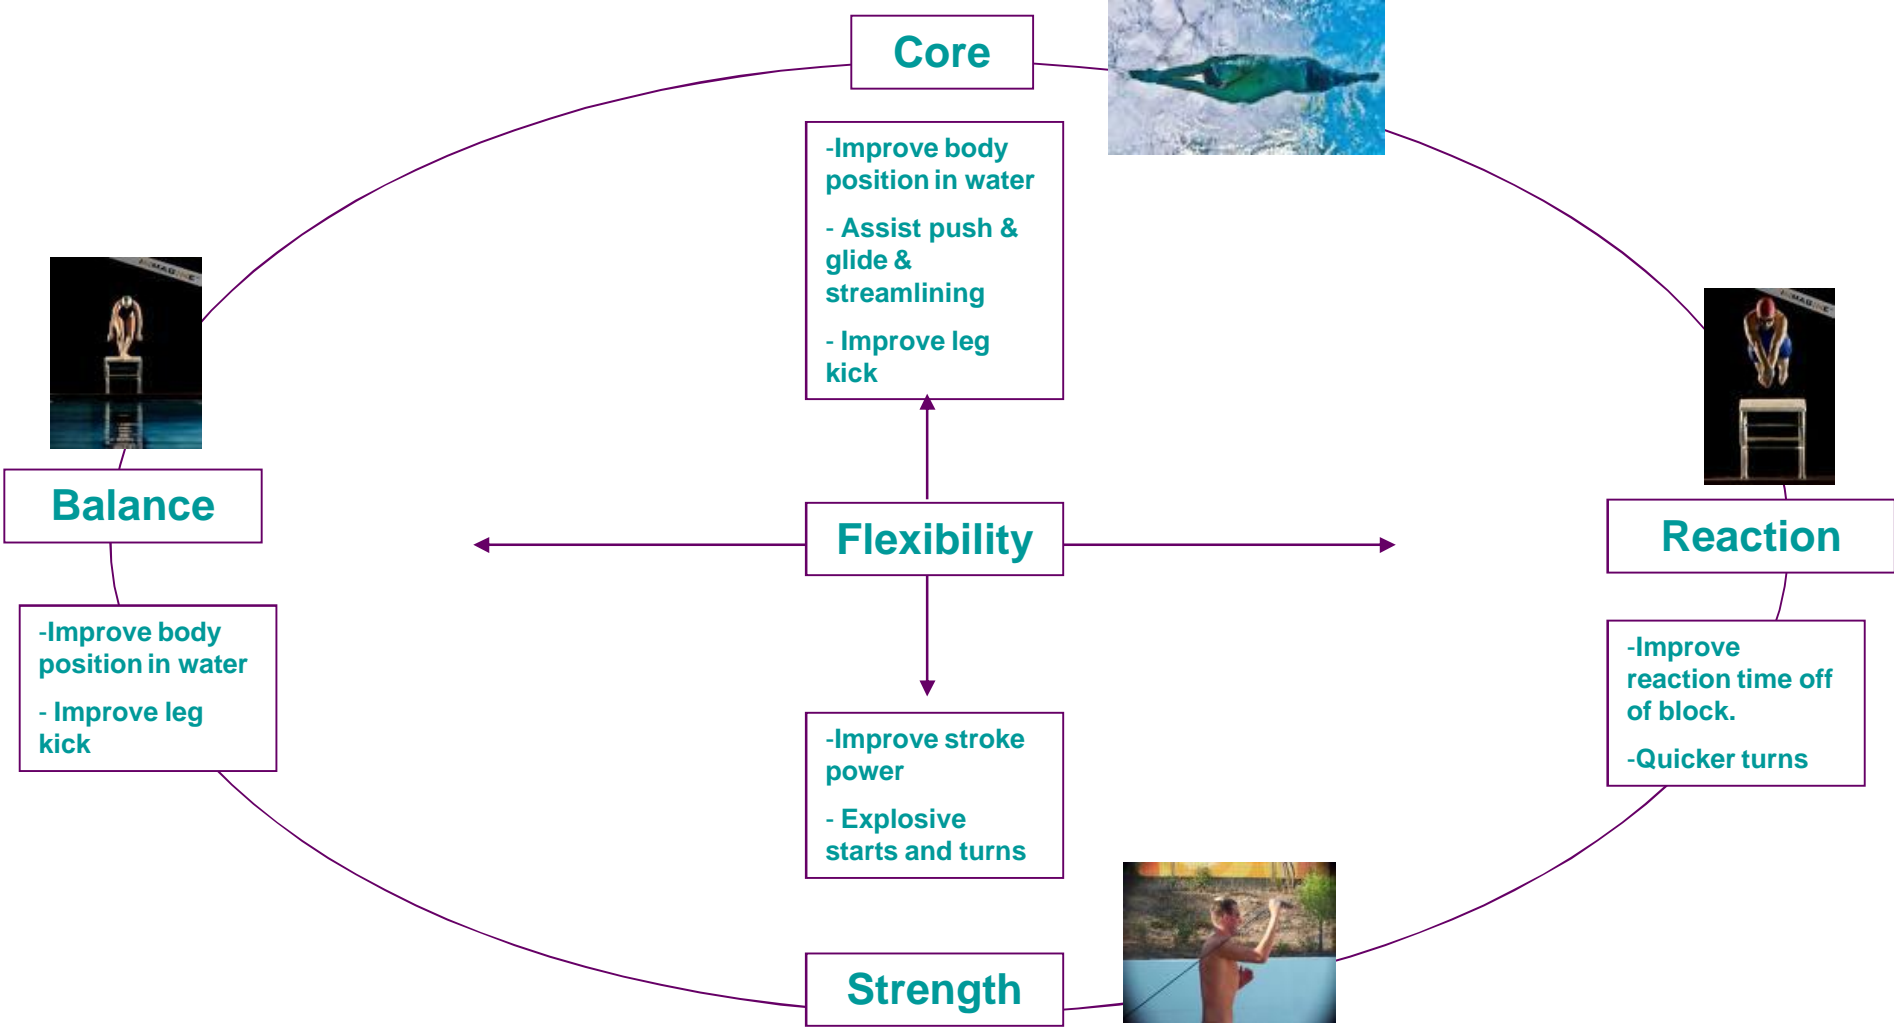 Core
-Improve body
position in water
- Assist push &
glide &
streamlining
- Improve leg
kick
Balance
-Improve body
position in water
- Improve leg
kick
Flexibility
Reaction
-Improve
reaction time off
of block.
-Quicker turns
-Improve stroke
power
- Explosive
starts and turns
Strength